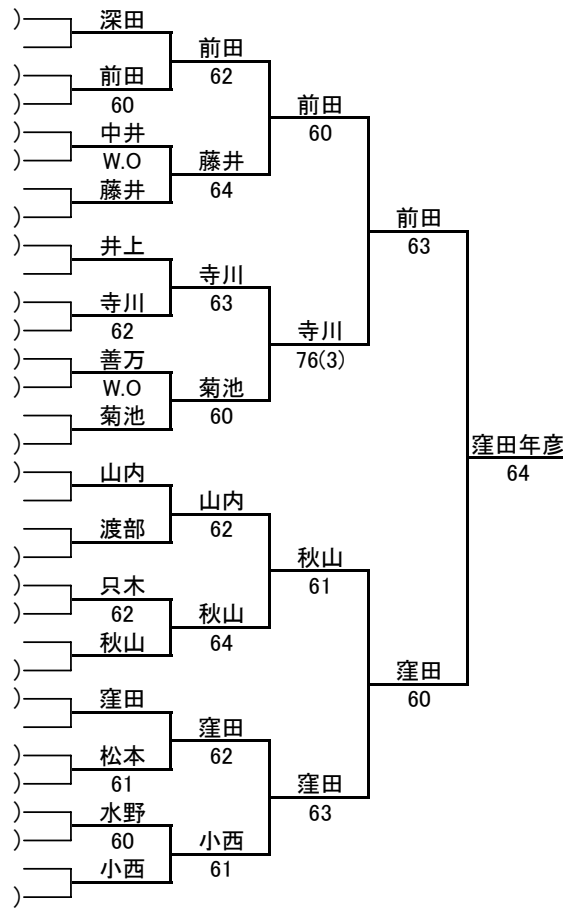 )
深田
前田
62
)
前田
)
60
前田
60
)
中井
)
W.O
藤井
64
藤井
)
前田
63
)
井上
寺川
63
)
寺川
)
62
寺川
76(3)
)
善万
)
W.O
菊池
60
菊池
)
窪田年彦
64
)
山内
山内
62
渡部
)
秋山
61
)
只木
)
62
秋山
64
秋山
)
窪田
60
)
窪田
窪田
62
)
松本
)
61
窪田
63
)
水野
)
60
小西
61
小西
)